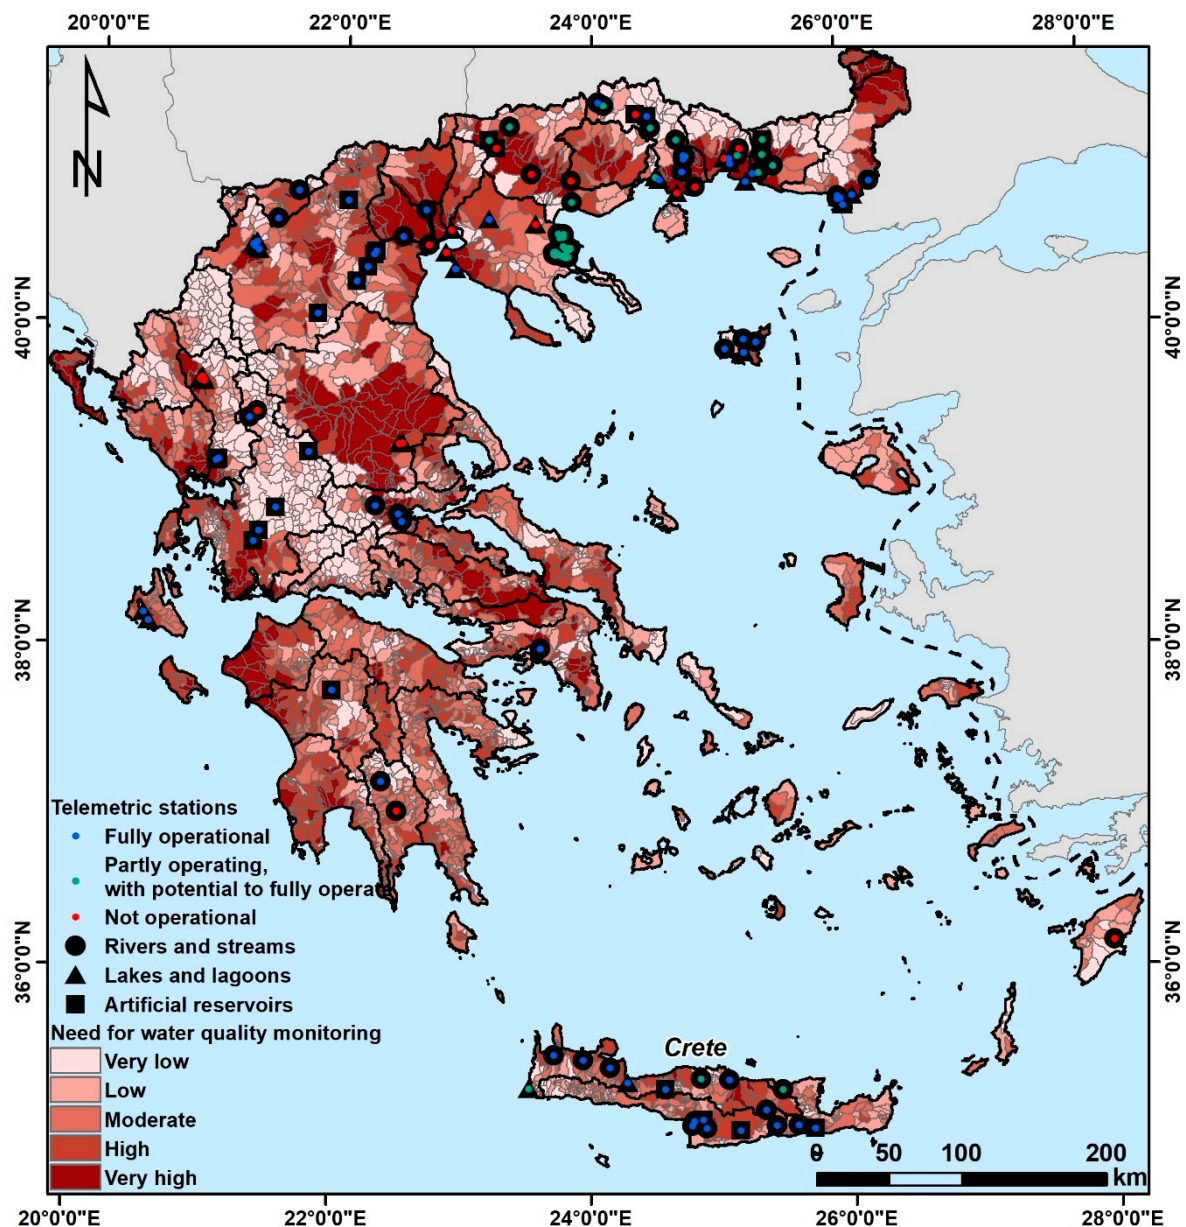 20°0'0"E 22°0'0"E 24°0'0"E 26°0'0"E 28°0'0"E
N
40°0'0"N 40°0'0"N
38°0'0"N 38°0'0"N
36°0'0"N 36°0'0"N
Telemetric stations
Fully operational
Partly operating,
with potential to fully operat
Not operational
Rivers and streams
Lakes and lagoons
Artificial reservoirs
Need for water quality monitoring
Very low
Low
Moderate
High
Very high
Crete
0 50 100 200
km
20°0'0"E 22°0'0"E 24°0'0"E 26°0'0"E 28°0'0"E